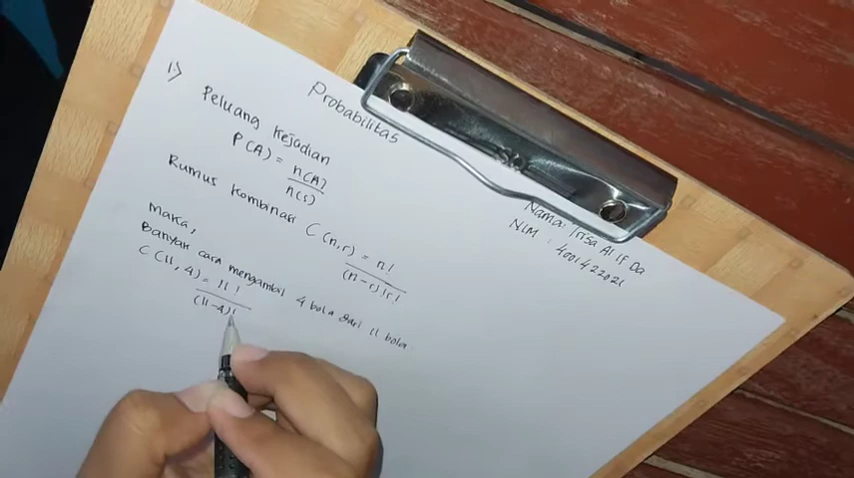 Probabilitas
Nama: Trisa Al If Da
NIM : 4001422021
1.>
Peluang Kejadian
P(A) = n(A)
n(S)
Rumus kombinasi C(n,r) = n!
(n-r)!r!
maka,
Banyak cara mengambil 4 bola dari 11 bola
C(11,4) = 11!
(11-4)!